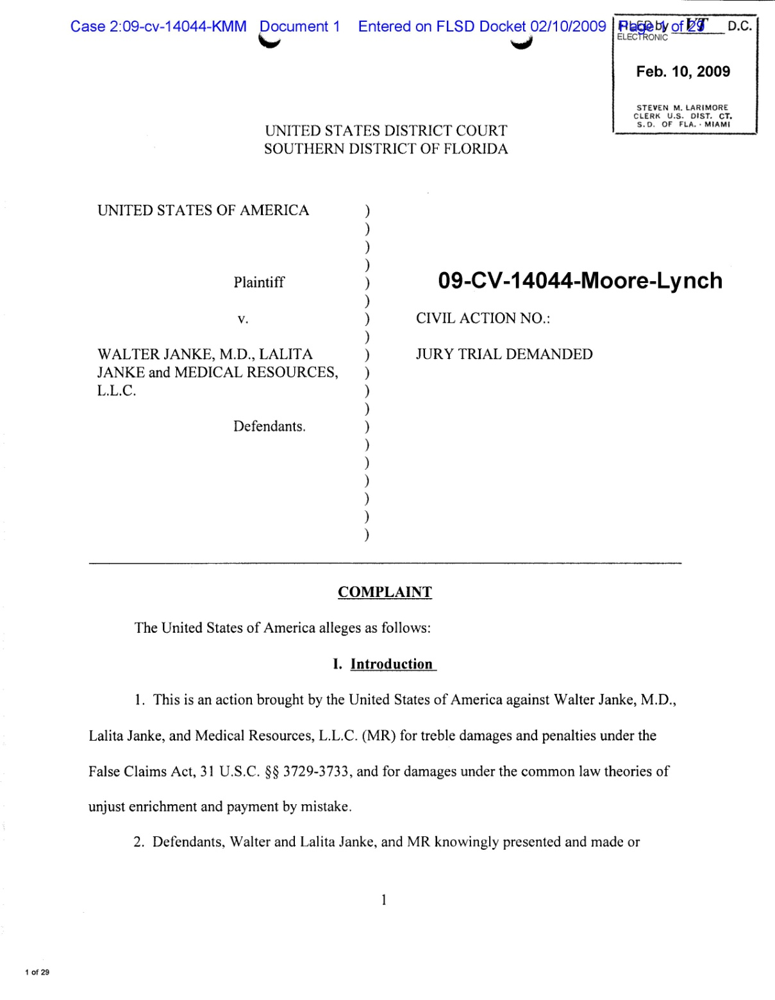 Case 2:09-cv-14044-KMM Document 1 Entered on FLSD Docket 02/10/2009 Page 1 of 29
FILED by VT D.C.
ELECTRONIC
Feb. 10, 2009
STEVEN M. LARIMORE
CLERK U.S. DIST. CT.
S.D. OF FLA. - MIAMI
UNITED STATES DISTRICT COURT
SOUTHERN DISTRICT OF FLORIDA
UNITED STATES OF AMERICA )
)
)
)
Plaintiff ) 09-CV-14044-Moore-Lynch
)
v. ) CIVIL ACTION NO.:
)
WALTER JANKE, M.D., LALITA ) JURY TRIAL DEMANDED
JANKE and MEDICAL RESOURCES, )
L.L.C. )
)
Defendants. )
)
)
)
)
)
)
COMPLAINT
The United States of America alleges as follows:
I. Introduction
1. This is an action brought by the United States of America against Walter Janke, M.D.,
Lalita Janke, and Medical Resources, L.L.C. (MR) for treble damages and penalties under the
False Claims Act, 31 U.S.C. §§ 3729-3733, and for damages under the common law theories of
unjust enrichment and payment by mistake.
2. Defendants, Walter and Lalita Janke, and MR knowingly presented and made or
1
1 of 29